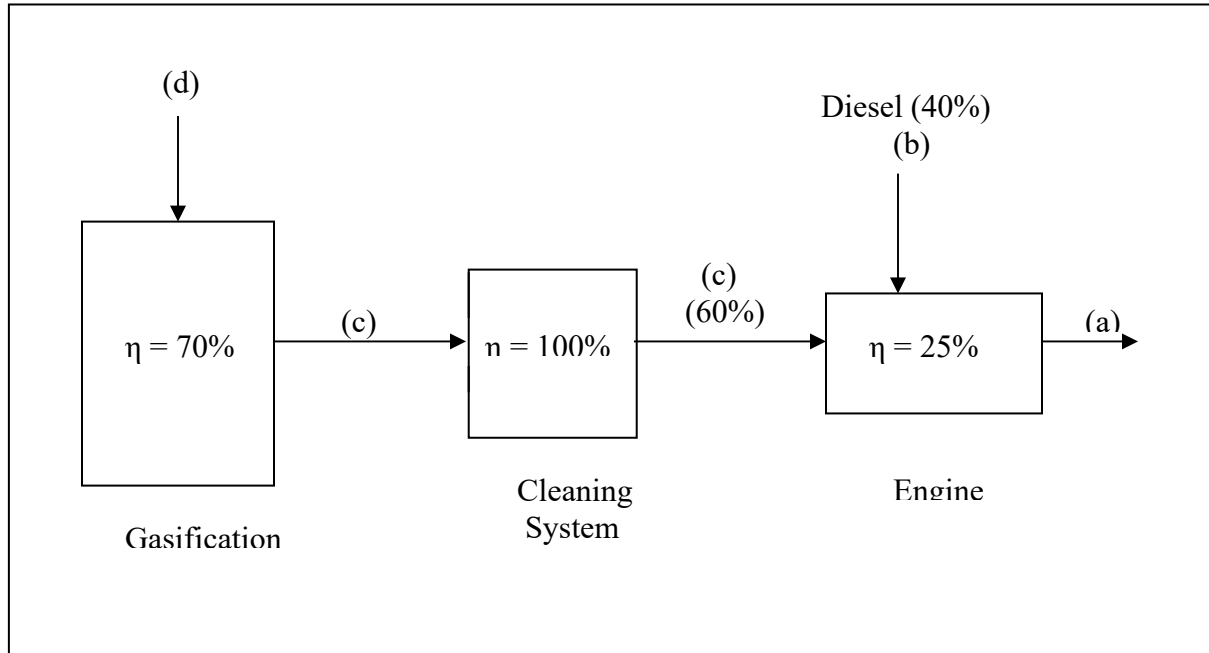 (d)
Diesel (40%)
(b)
η = 70%
(c)
η = 100%
(c)
(60%)
η = 25%
(a)
Gasification
Cleaning
System
Engine